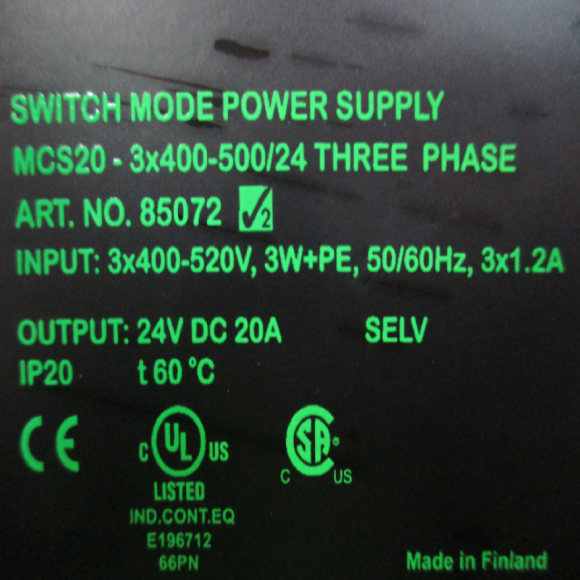 SWITCH MODE POWER SUPPLY
MCS20 - 3x400-500/24 THREE PHASE
ART. NO. 85072 2
INPUT: 3x400-520V, 3W+PE, 50/60Hz, 3x1.2A
OUTPUT: 24V DC 20A SELV
IP20 t 60 °C
CE C UL US C SA ® C US
LISTED
IND.CONT.EQ
E196712
66PN
Made in Finland